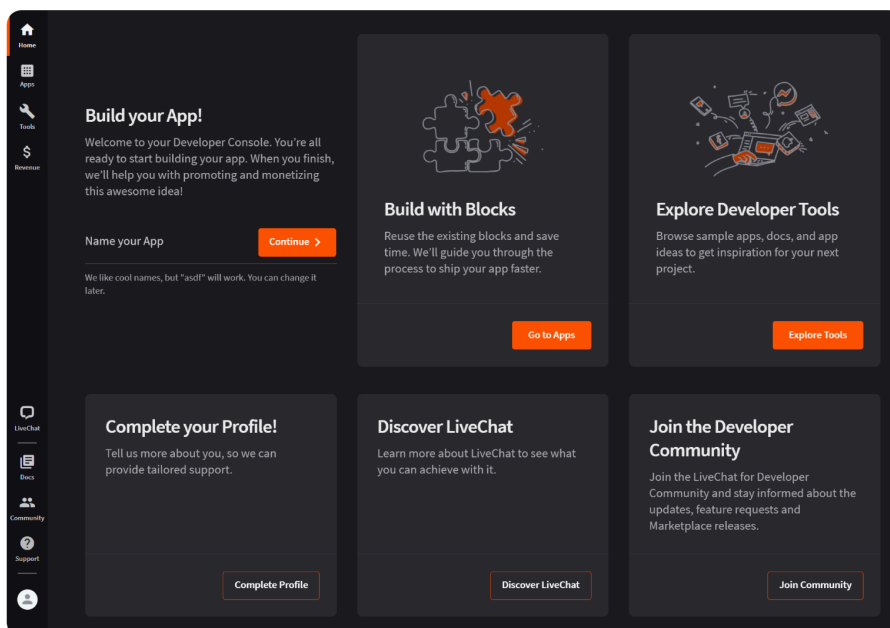 Home
Apps
Tools
$
Revenue
LiveChat
Docs
Community
Support
Build your App!
Welcome to your Developer Console. You're all
ready to start building your app. When you finish,
we'll help you with promoting and monetizing
this awesome idea!
Name your App
Continue
We like cool names, but "asdf" will work. You can change it
later.
Build with Blocks
Reuse the existing blocks and save
time. We'll guide you through the
process to ship your app faster.
Go to Apps
Explore Developer Tools
Browse sample apps, docs, and app
ideas to get inspiration for your next
project.
Explore Tools
Complete your Profile!
Tell us more about you, so we can
provide tailored support.
Complete Profile
Discover LiveChat
Learn more about LiveChat to see what
you can achieve with it.
Discover LiveChat
Join the Developer
Community
Join the LiveChat for Developer
Community and stay informed about the
updates, feature requests and
Marketplace releases.
Join Community